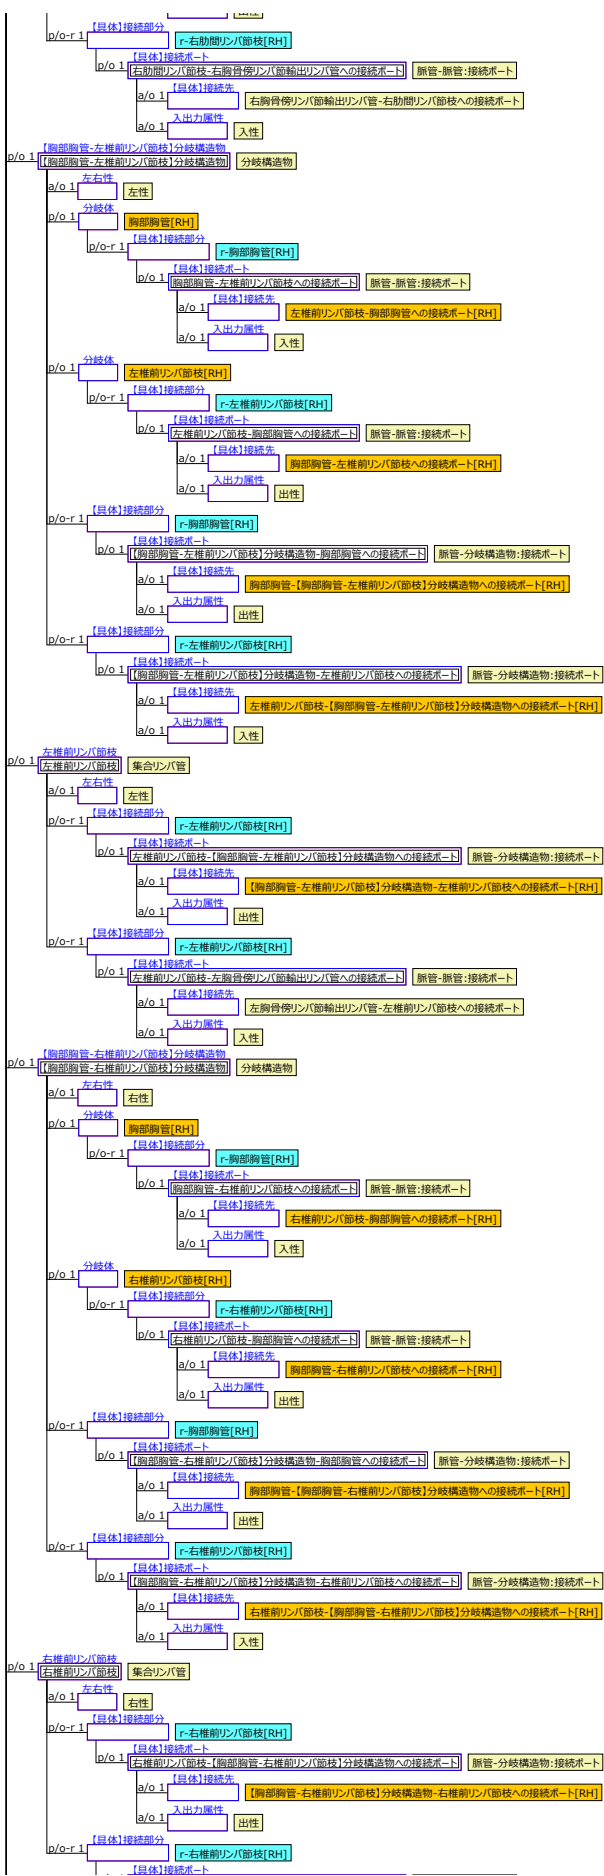 【具体】接続部分
p/o-r 1 r-右肋間リンパ節枝[RH]
【具体】接続ポート
p/o 1 右肋間リンパ節枝-右胸骨傍リンパ節輸出リンパ管への接続ポート 脈管-脈管:接続ポート
【具体】接続先
a/o 1 右胸骨傍リンパ節輸出リンパ管-右肋間リンパ節枝への接続ポート
入出力属性
a/o 1 入性
【胸部胸管-左椎前リンパ節枝】分岐構造物
p/o 1 【胸部胸管-左椎前リンパ節枝】分岐構造物 分岐構造物
左右性
a/o 1 左性
分岐体
p/o 1 胸部胸管[RH]
【具体】接続部分
p/o-r 1 r-胸部胸管[RH]
【具体】接続ポート
p/o 1 胸部胸管-左椎前リンパ節枝への接続ポート 脈管-脈管:接続ポート
【具体】接続先
a/o 1 左椎前リンパ節枝-胸部胸管への接続ポート[RH]
入出力属性
a/o 1 入性
分岐体
p/o 1 左椎前リンパ節枝[RH]
【具体】接続部分
p/o-r 1 r-左椎前リンパ節枝[RH]
【具体】接続ポート
p/o 1 左椎前リンパ節枝-胸部胸管への接続ポート 脈管-脈管:接続ポート
【具体】接続先
a/o 1 胸部胸管-左椎前リンパ節枝への接続ポート[RH]
入出力属性
a/o 1 出性
【具体】接続部分
p/o-r 1 r-胸部胸管[RH]
【具体】接続ポート
p/o 1 【胸部胸管-左椎前リンパ節枝】分岐構造物-胸部胸管への接続ポート 脈管-分岐構造物:接続ポート
【具体】接続先
a/o 1 胸部胸管-【胸部胸管-左椎前リンパ節枝】分岐構造物への接続ポート[RH]
入出力属性
a/o 1 出性
【具体】接続部分
p/o-r 1 r-左椎前リンパ節枝[RH]
【具体】接続ポート
p/o 1 【胸部胸管-左椎前リンパ節枝】分岐構造物-左椎前リンパ節枝への接続ポート 脈管-分岐構造物:接続ポート
【具体】接続先
a/o 1 左椎前リンパ節枝-【胸部胸管-左椎前リンパ節枝】分岐構造物への接続ポート[RH]
入出力属性
a/o 1 入性
左椎前リンパ節枝
p/o 1 左椎前リンパ節枝 集合リンパ管
左右性
a/o 1 左性
【具体】接続部分
p/o-r 1 r-左椎前リンパ節枝[RH]
【具体】接続ポート
p/o 1 左椎前リンパ節枝-【胸部胸管-左椎前リンパ節枝】分岐構造物への接続ポート 脈管-分岐構造物:接続ポート
【具体】接続先
a/o 1 【胸部胸管-左椎前リンパ節枝】分岐構造物-左椎前リンパ節枝への接続ポート[RH]
入出力属性
a/o 1 出性
【具体】接続部分
p/o-r 1 r-左椎前リンパ節枝[RH]
【具体】接続ポート
p/o 1 左椎前リンパ節枝-左胸骨傍リンパ節輸出リンパ管への接続ポート 脈管-脈管:接続ポート
【具体】接続先
a/o 1 左胸骨傍リンパ節輸出リンパ管-左椎前リンパ節枝への接続ポート
入出力属性
a/o 1 入性
【胸部胸管-右椎前リンパ節枝】分岐構造物
p/o 1 【胸部胸管-右椎前リンパ節枝】分岐構造物 分岐構造物
左右性
a/o 1 右性
分岐体
p/o 1 胸部胸管[RH]
【具体】接続部分
p/o-r 1 r-胸部胸管[RH]
【具体】接続ポート
p/o 1 胸部胸管-右椎前リンパ節枝への接続ポート 脈管-脈管:接続ポート
【具体】接続先
a/o 1 右椎前リンパ節枝-胸部胸管への接続ポート[RH]
入出力属性
a/o 1 入性
分岐体
p/o 1 右椎前リンパ節枝[RH]
【具体】接続部分
p/o-r 1 r-右椎前リンパ節枝[RH]
【具体】接続ポート
p/o 1 右椎前リンパ節枝-胸部胸管への接続ポート 脈管-脈管:接続ポート
【具体】接続先
a/o 1 胸部胸管-右椎前リンパ節枝への接続ポート[RH]
入出力属性
a/o 1 出性
【具体】接続部分
p/o-r 1 r-胸部胸管[RH]
【具体】接続ポート
p/o 1 【胸部胸管-右椎前リンパ節枝】分岐構造物-胸部胸管への接続ポート 脈管-分岐構造物:接続ポート
【具体】接続先
a/o 1 胸部胸管-【胸部胸管-右椎前リンパ節枝】分岐構造物への接続ポート[RH]
入出力属性
a/o 1 出性
【具体】接続部分
p/o-r 1 r-右椎前リンパ節枝[RH]
【具体】接続ポート
p/o 1 【胸部胸管-右椎前リンパ節枝】分岐構造物-右椎前リンパ節枝への接続ポート 脈管-分岐構造物:接続ポート
【具体】接続先
a/o 1 右椎前リンパ節枝-【胸部胸管-右椎前リンパ節枝】分岐構造物への接続ポート[RH]
入出力属性
a/o 1 入性
右椎前リンパ節枝
p/o 1 右椎前リンパ節枝 集合リンパ管
左右性
a/o 1 右性
【具体】接続部分
p/o-r 1 r-右椎前リンパ節枝[RH]
【具体】接続ポート
p/o 1 右椎前リンパ節枝-【胸部胸管-右椎前リンパ節枝】分岐構造物への接続ポート 脈管-分岐構造物:接続ポート
【具体】接続先
a/o 1 【胸部胸管-右椎前リンパ節枝】分岐構造物-右椎前リンパ節枝への接続ポート[RH]
入出力属性
a/o 1 出性
【具体】接続部分
p/o-r 1 r-右椎前リンパ節枝[RH]
【具体】接続ポート